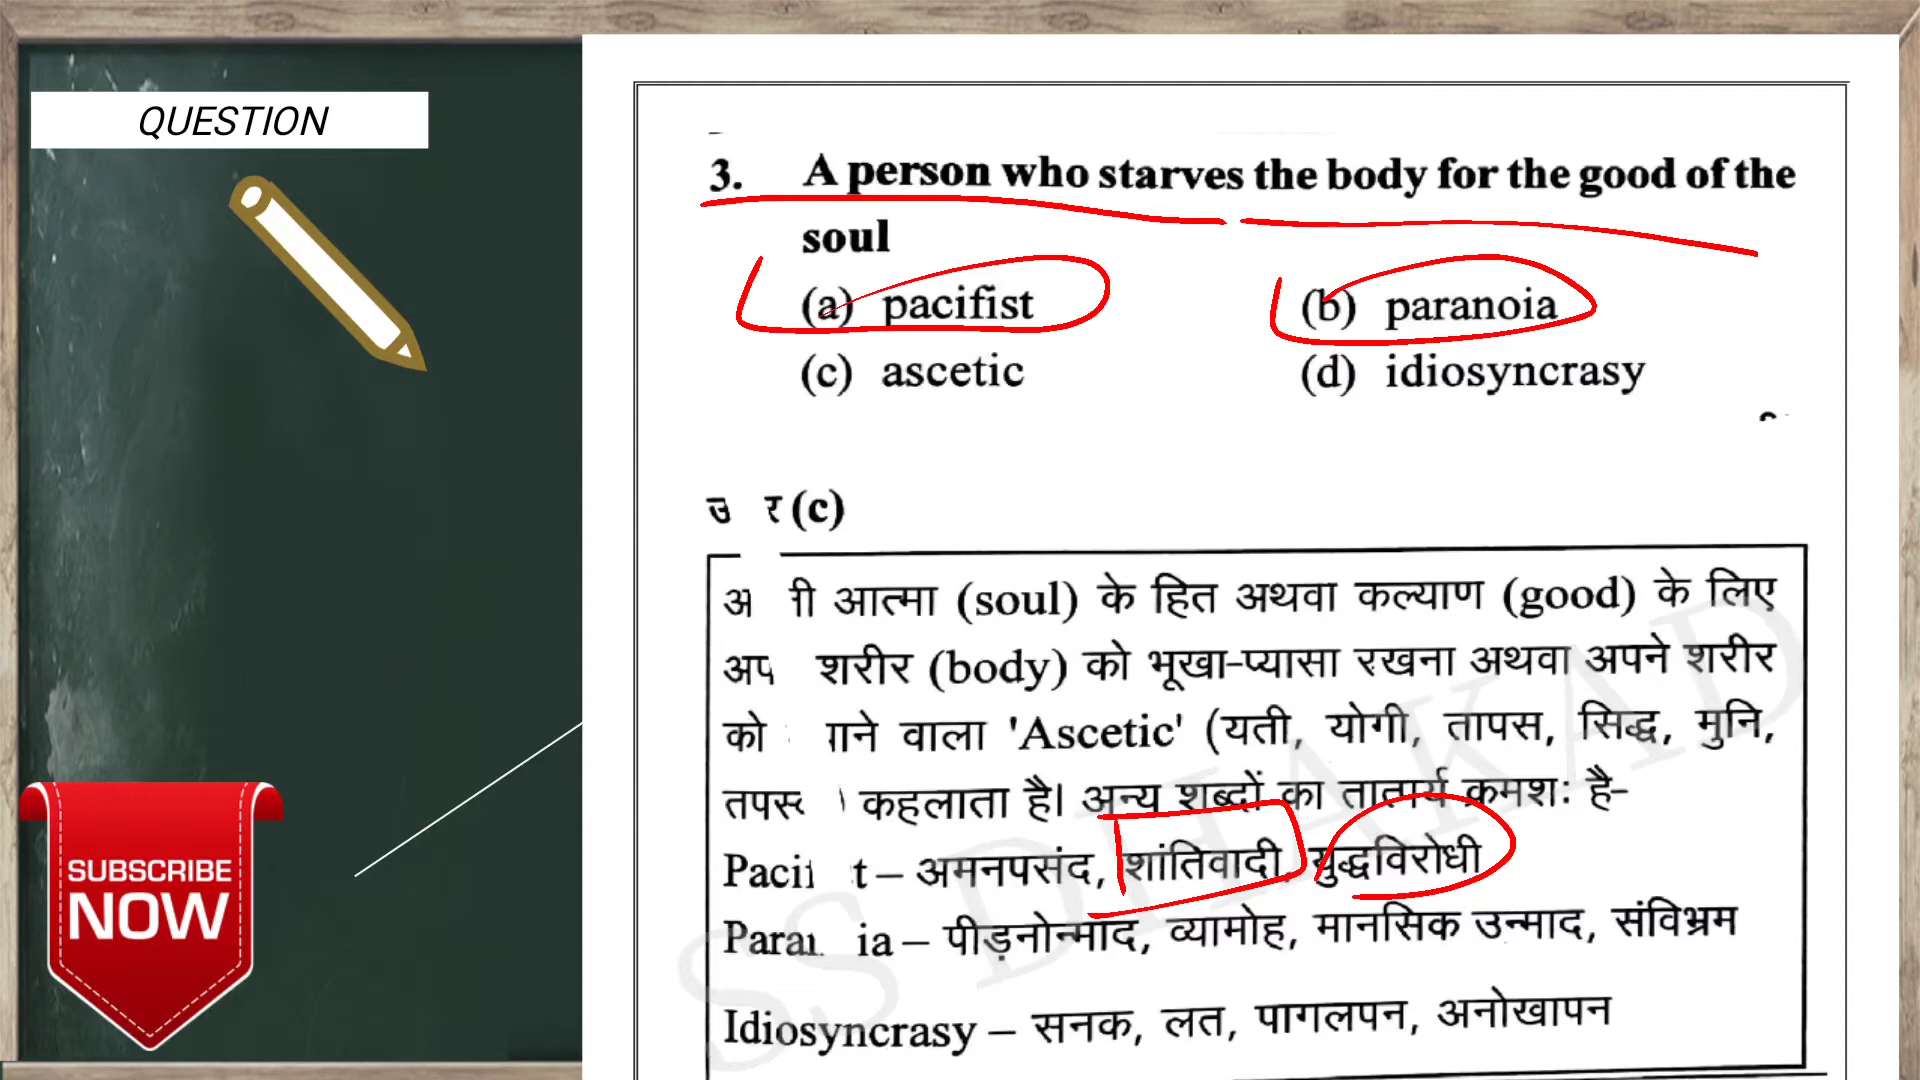 QUESTION
3. A person who starves the body for the good of the
soul
(a) pacifist (b) paranoia
(c) ascetic (d) idiosyncrasy
(c)
आत्मा (soul) के हित अथवा कल्याण (good) के लिए
शरीर (body) को भूखा-प्यासा रखना अथवा अपने शरीर
को वाला 'Ascetic' (यती, योगी, तापस, सिद्ध, मुनि,
कहलाता है। अन्य शब्दों का तातार्य क्रमशः है-
अमनपसंद, शांतिवादी, युद्धविरोधी
पीड़नोन्माद, व्यामोह, मानसिक उन्माद, संविभ्रम
Idiosyncrasy – सनक, लत, पागलपन, अनोखापन
SS DHAKAD
SUBSCRIBE
NOW